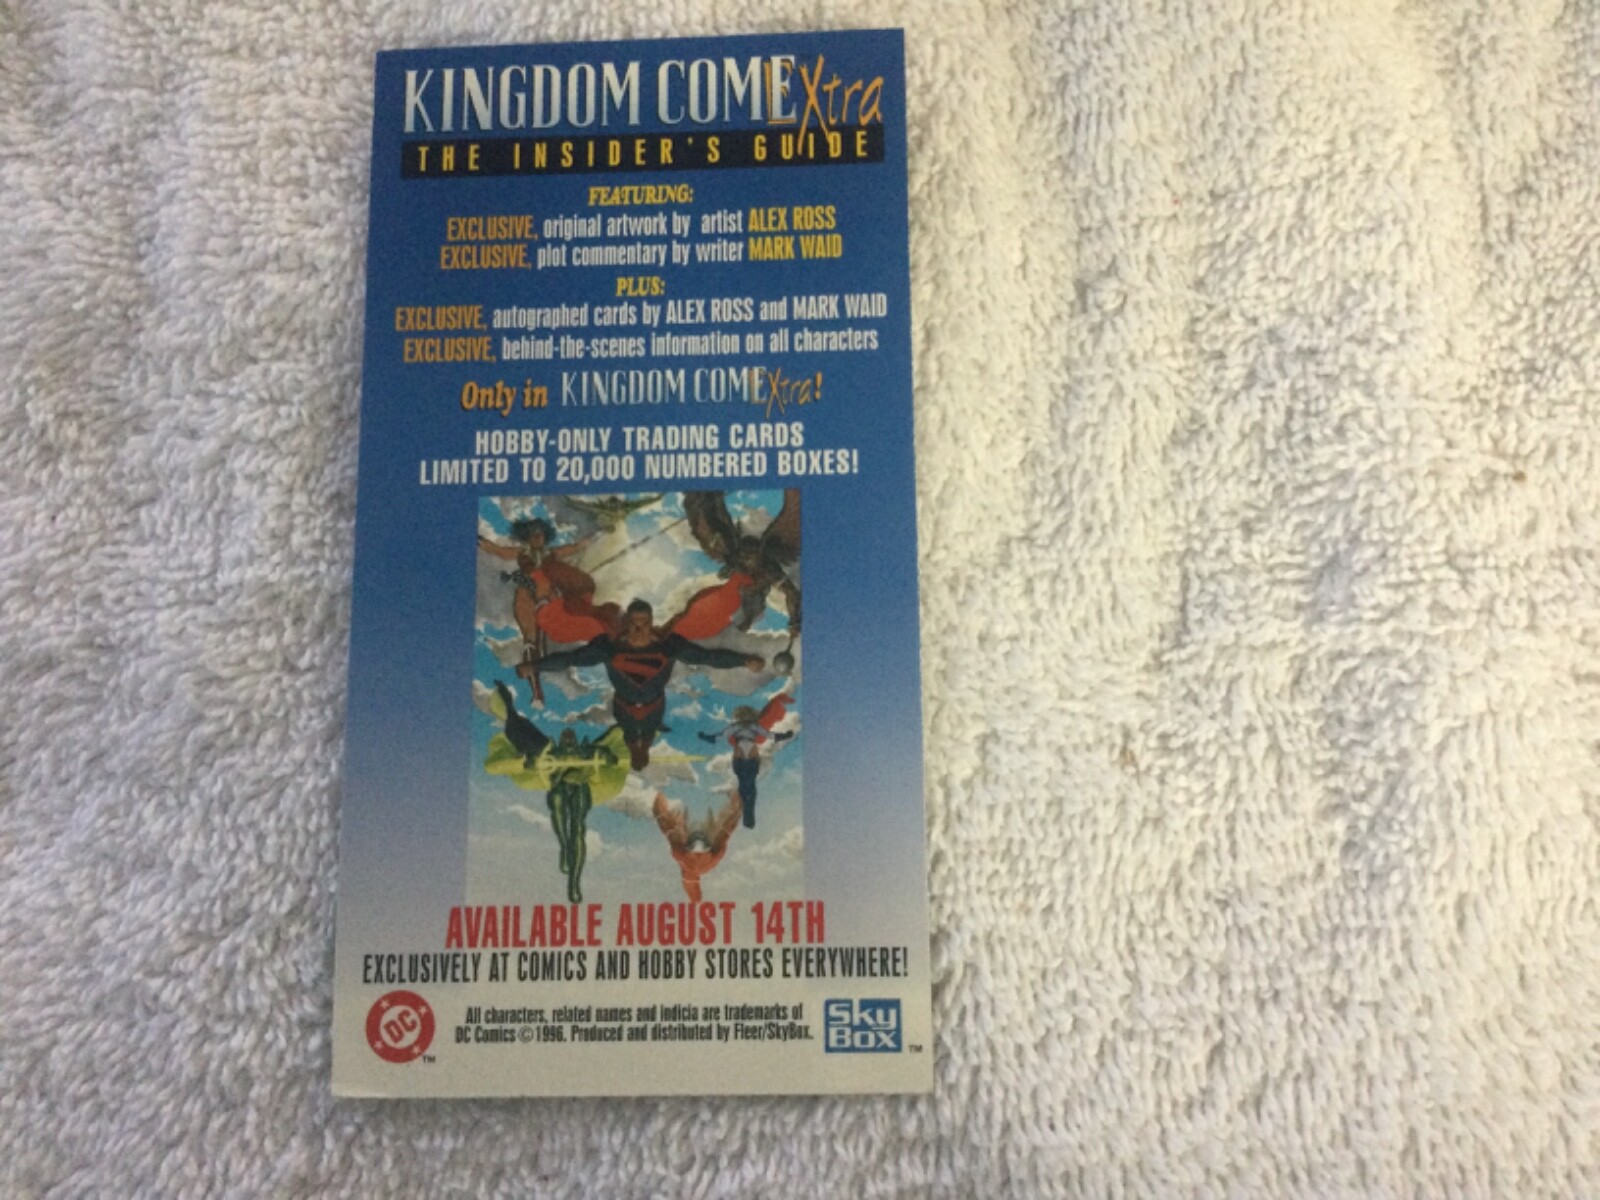 KINGDOM COMEXtra
THE INSIDER'S GUIDE
FEATURING:
EXCLUSIVE, original artwork by artist ALEX ROSS
EXCLUSIVE, plot commentary by writer MARK WAID
PLUS:
EXCLUSIVE, autographed cards by ALEX ROSS and MARK WAID
EXCLUSIVE, behind-the-scenes information on all characters
Only in KINGDOM COMEXtra!
HOBBY-ONLY TRADING CARDS
LIMITED TO 20,000 NUMBERED BOXES!
AVAILABLE AUGUST 14TH
EXCLUSIVELY AT COMICS AND HOBBY STORES EVERYWHERE!
DC TM
All characters, related names and indicia are trademarks of
DC Comics © 1996. Produced and distributed by Fleer/SkyBox.
Sky
Box TM